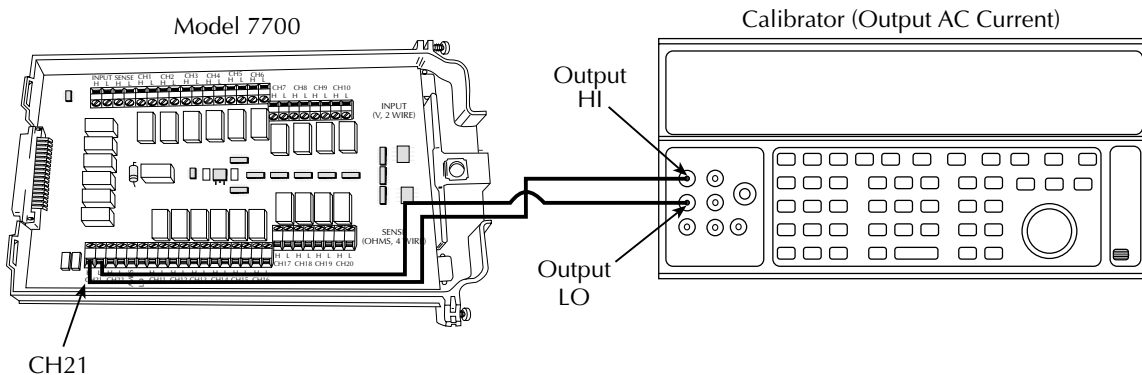 Model 7700
Calibrator (Output AC Current)
INPUT SENSE CH1 CH2 CH3 CH4 CH5 CH6
H L H L H L H L H L H L H L H L
CH7 CH8 CH9 CH10
H L H L H L H L
INPUT
(V, 2 WIRE)
Output
HI
SENSE
(OHMS, 4 WIRE)
H L H L H L H L
CH17 CH18 CH19 CH20
Output
LO
CH21